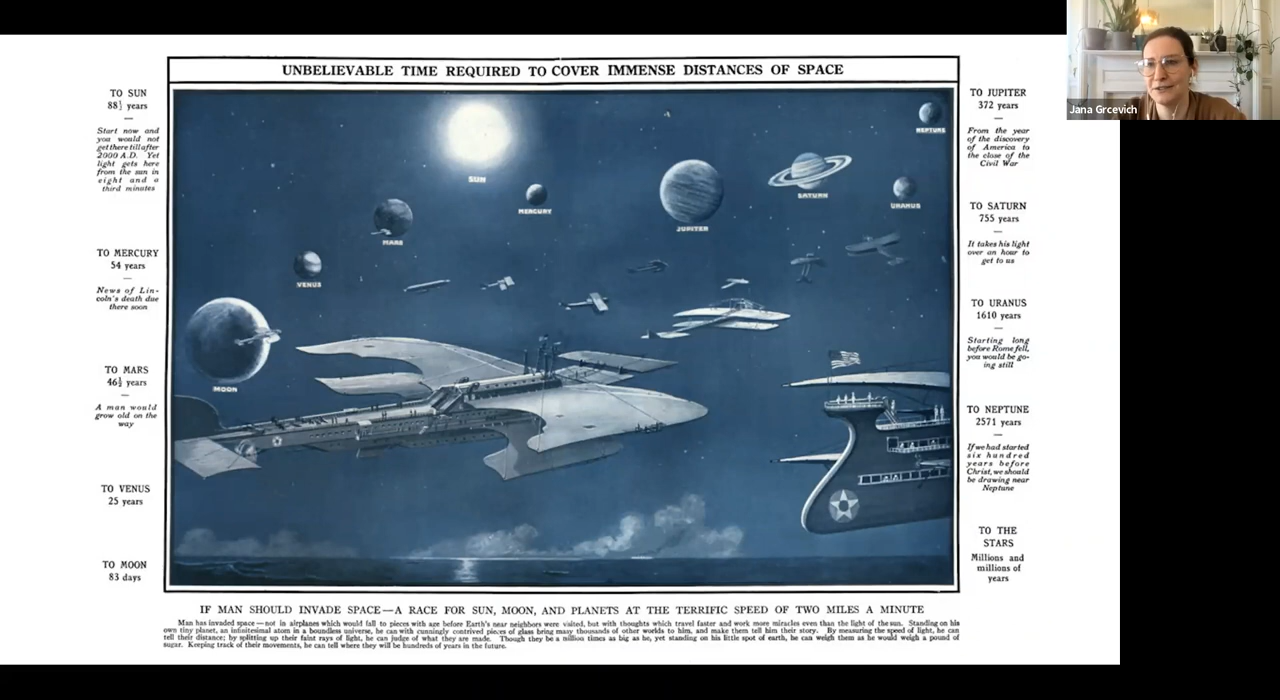 Jana Grcevich
UNBELIEVABLE TIME REQUIRED TO COVER IMMENSE DISTANCES OF SPACE
TO SUN
88½ years
Start now and
you would not
get there till after
2000 A.D. Yet
light gets here
from the sun in
eight and a
third minutes
TO MERCURY
54 years
News of Lin-
coln's death due
there soon
TO MARS
46½ years
A man would
grow old on the
way
TO VENUS
25 years
TO MOON
83 days
SUN
MERCURY
MARS
VENUS
MOON
JUPITER
SATURN
URANUS
NEPTUNE
TO JUPITER
372 years
From the year
of the discovery
of America to
the close of the
Civil War
TO SATURN
755 years
It takes his light
over an hour to
get to us
TO URANUS
1610 years
Starting long
before Rome fell,
you would be go-
ing still
TO NEPTUNE
2571 years
If we had started
six hundred
years before
Christ, we should
be drawing near
Neptune
TO THE
STARS
Millions and
millions of
years
IF MAN SHOULD INVADE SPACE—A RACE FOR SUN, MOON, AND PLANETS AT THE TERRIFIC SPEED OF TWO MILES A MINUTE
Man has invaded space—not in airplanes which would fall to pieces with age before Earth's near neighbors were visited, but with thoughts which travel faster and work more miracles even than the light of the sun. Standing on his
own tiny planet, an infinitesimal atom in a boundless universe, he can with cunningly contrived pieces of glass bring many thousands of other worlds to him, and make them tell him their story. By measuring the speed of light, he can
tell their distance; by splitting up their faint rays of light, he can judge of what they are made. Though they be a million times as big as he, yet standing on his little spot of earth, he can weigh them as he would weigh a pound of
sugar. Keeping track of their movements, he can tell where they will be hundreds of years in the future.